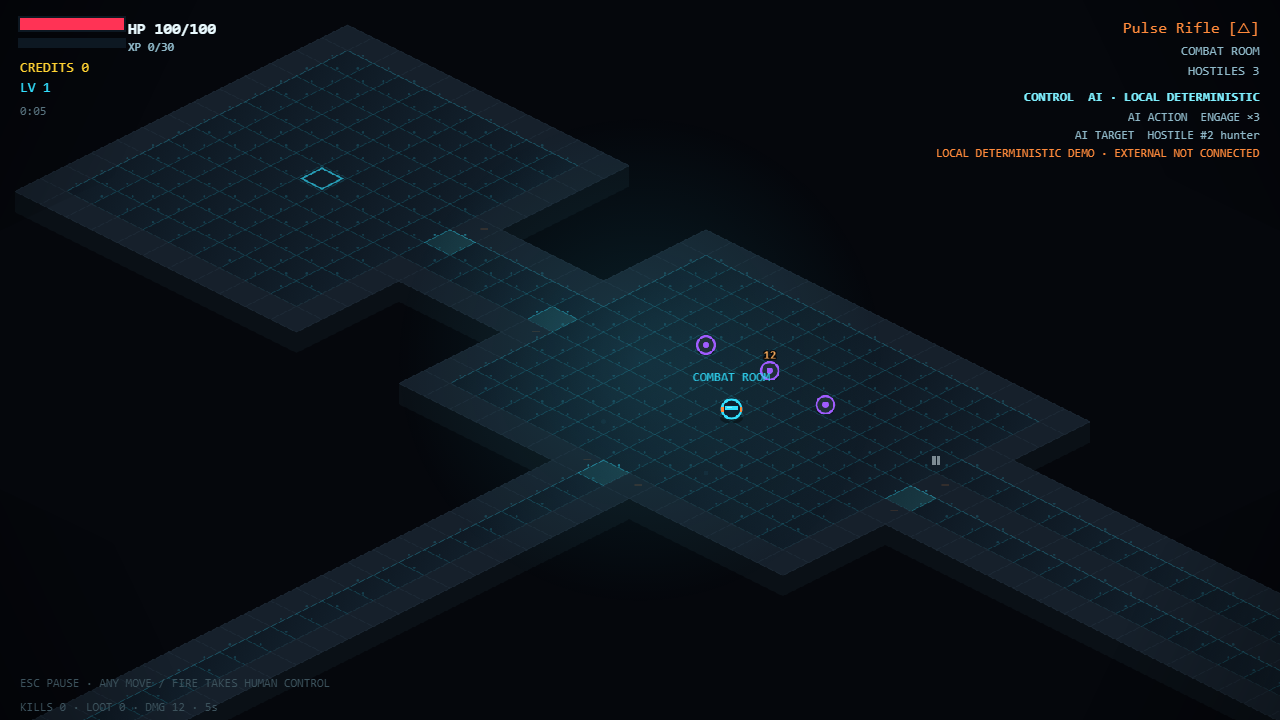 HP 100/100
XP 0/30
CREDITS 0
LV 1
0:05
Pulse Rifle [△]
COMBAT ROOM
HOSTILES 3
CONTROL  AI · LOCAL DETERMINISTIC
AI ACTION  ENGAGE ×3
AI TARGET  HOSTILE #2 hunter
LOCAL DETERMINISTIC DEMO · EXTERNAL NOT CONNECTED
12
COMBAT ROOM
ESC PAUSE · ANY MOVE / FIRE TAKES HUMAN CONTROL
KILLS 0 · LOOT 0 · DMG 12 · 5s